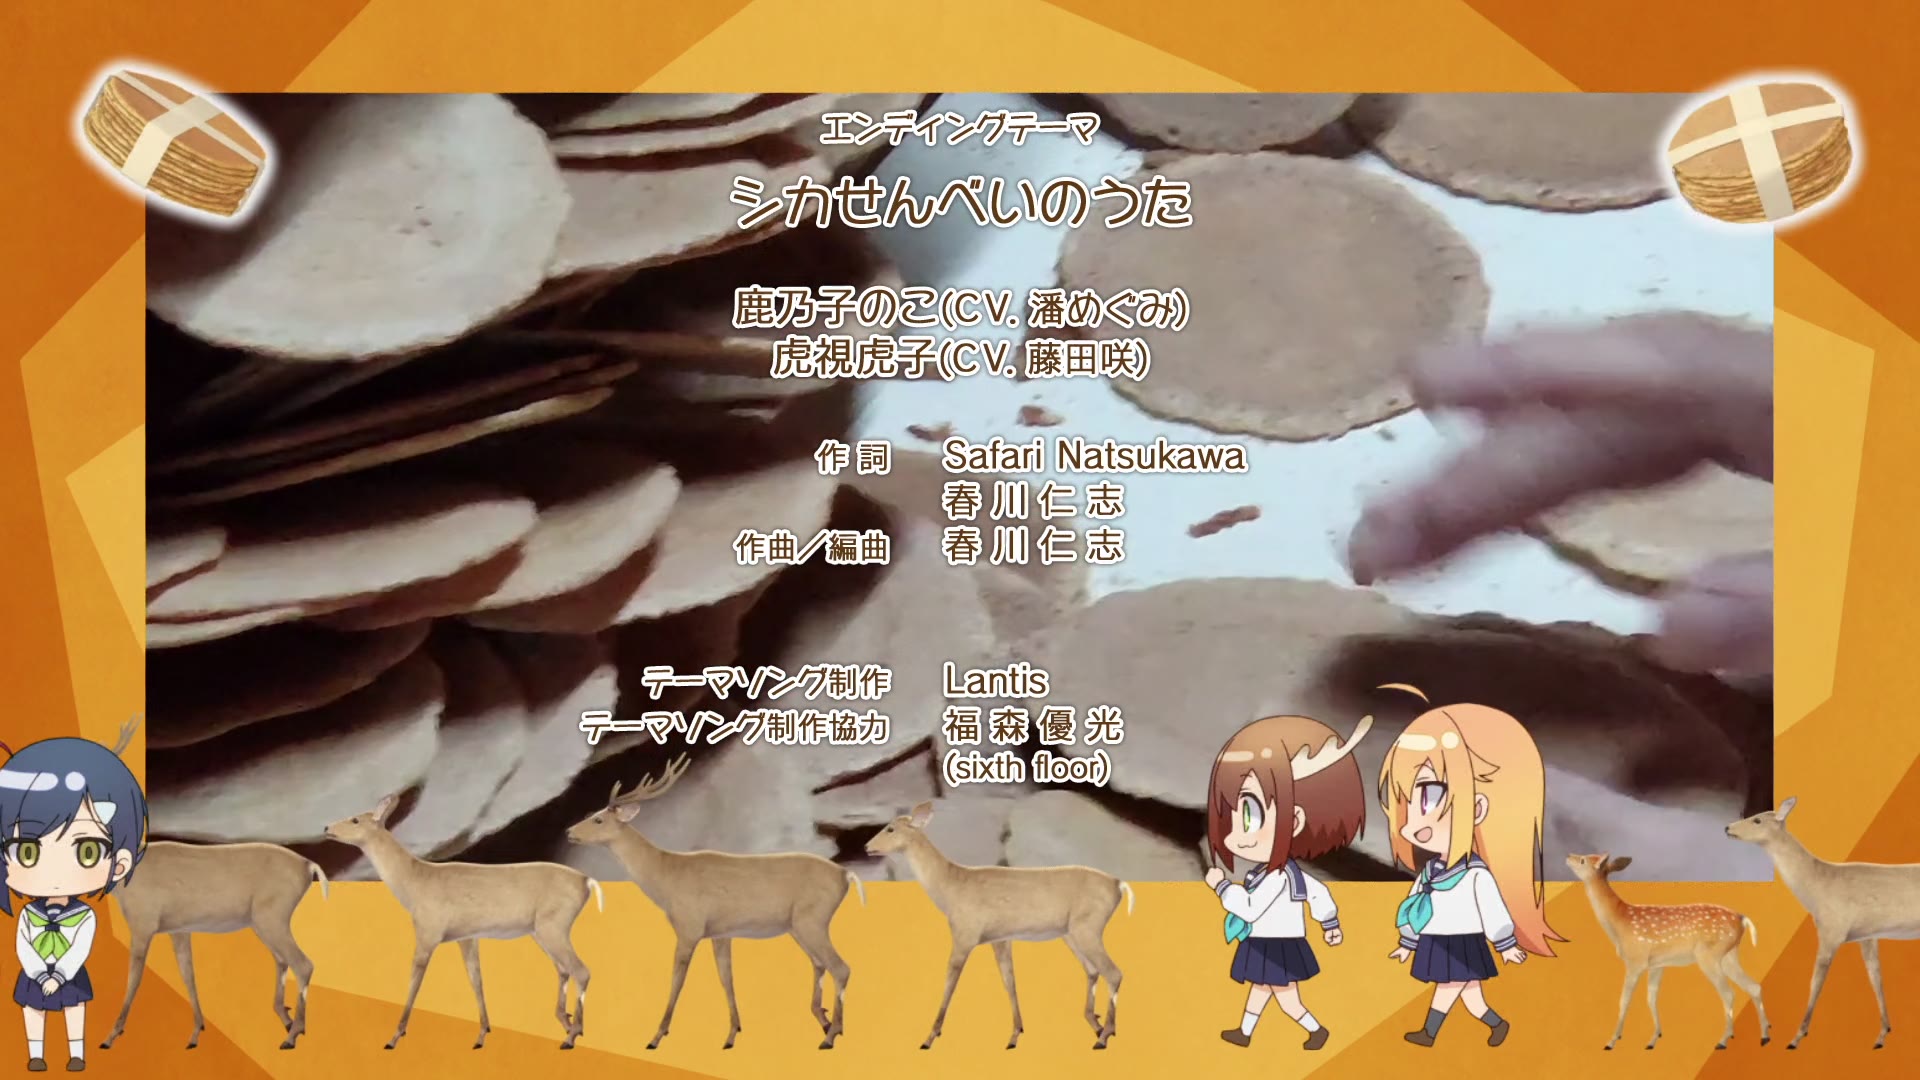 エンディングテーマ
シカせんべいのうた
鹿乃子のこ(CV. 潘めぐみ)
虎視虎子(CV. 藤田咲)
作詞 Safari Natsukawa
春川仁志
作曲／編曲 春川仁志
テーマソング制作 Lantis
テーマソング制作協力 福森優光
(sixth floor)